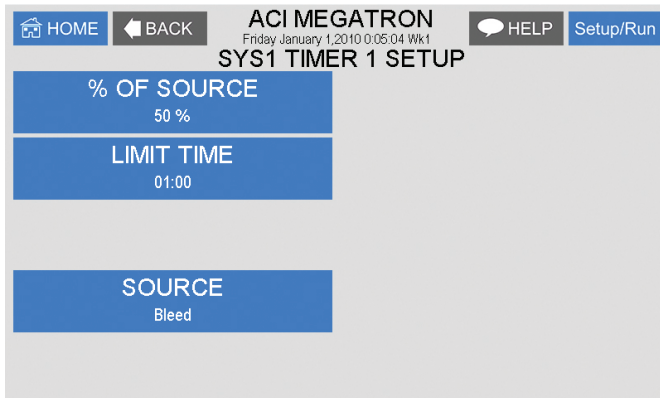 HOME
BACK
ACI MEGATRON
HELP
Setup/Run
Friday January 1,2010 0:05:04 Wk1
SYS1 TIMER 1 SETUP
% OF SOURCE
50 %
LIMIT TIME
01:00
SOURCE
Bleed